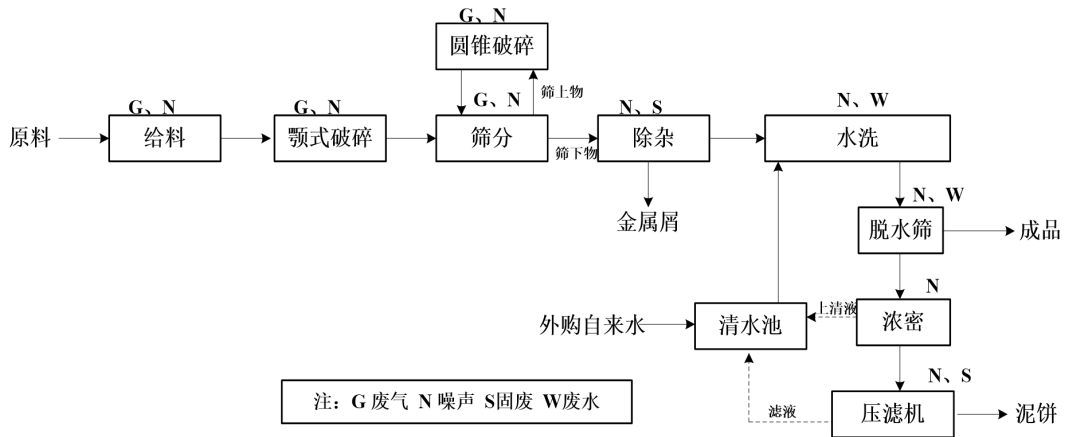 G、N
圆锥破碎
筛上物
G、N
G、N
G、N
N、S
N、W
原料
给料
颚式破碎
筛分
筛下物
除杂
水洗
金属屑
N、W
脱水筛
成品
N
外购自来水
清水池
上清液
浓密
N、S
注：G 废气 N 噪声 S固废 W废水
滤液
压滤机
泥饼